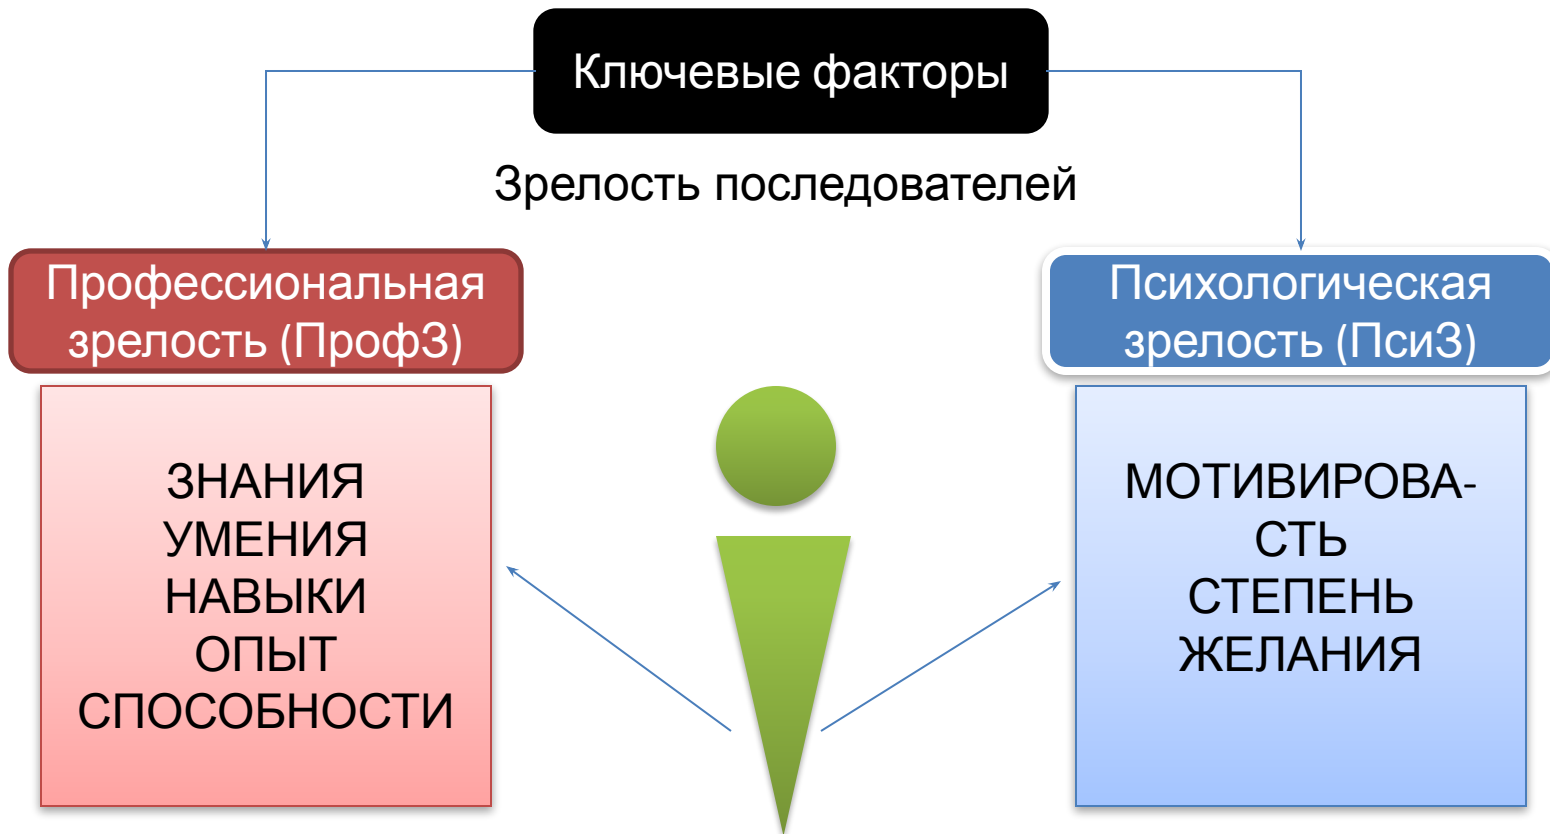 Ключевые факторы
Зрелость последователей
Профессиональная
зрелость (ПрофЗ)
ЗНАНИЯ
УМЕНИЯ
НАВЫКИ
ОПЫТ
СПОСОБНОСТИ
Психологическая
зрелость (ПсиЗ)
МОТИВИРОВА-
СТЬ
СТЕПЕНЬ
ЖЕЛАНИЯ